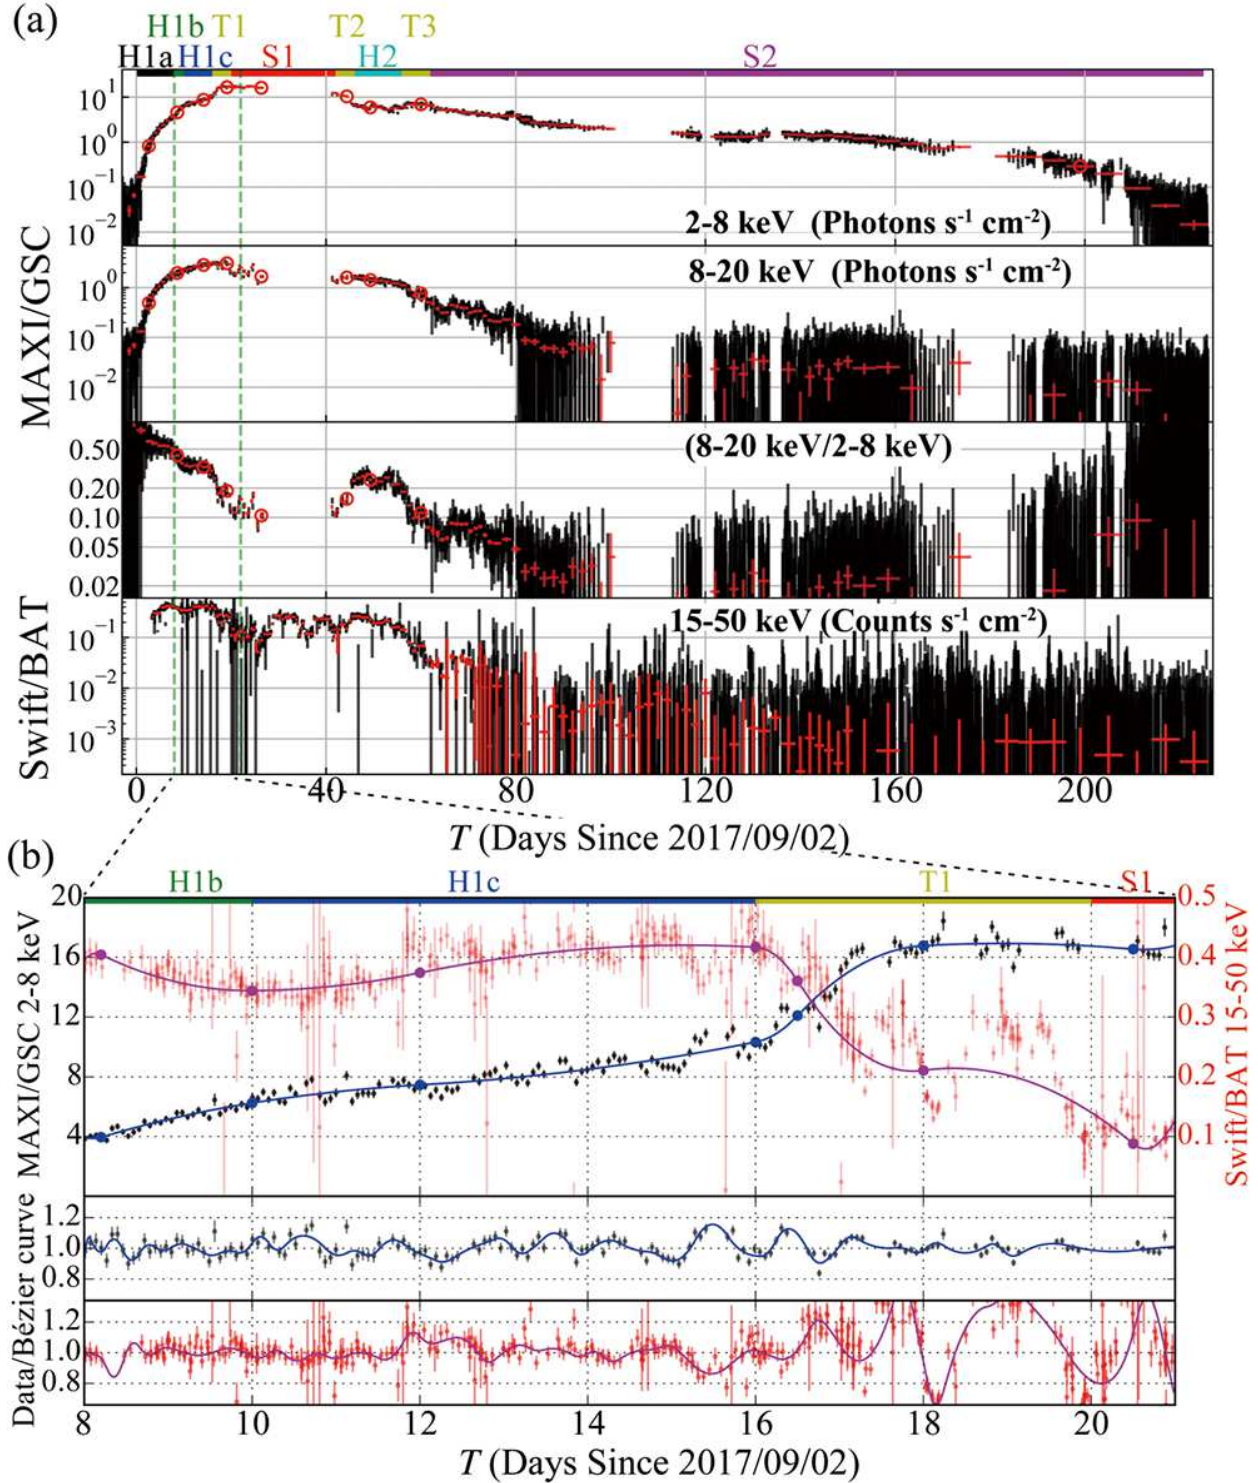 (a)
H1b T1 T2 T3
H1a H1c S1 H2 S2
MAXI/GSC
10¹
10⁰
10⁻¹
10⁻²
2-8 keV (Photons s⁻¹ cm⁻²)
10⁰
10⁻¹
10⁻²
8-20 keV (Photons s⁻¹ cm⁻²)
0.50
0.20
0.10
0.05
0.02
(8-20 keV/2-8 keV)
Swift/BAT
10⁻¹
10⁻²
10⁻³
15-50 keV (Counts s⁻¹ cm⁻²)
0 40 80 120 160 200
T (Days Since 2017/09/02)
(b)
H1b H1c T1 S1
MAXI/GSC 2-8 keV
20
16
12
8
4
0.5
0.4
0.3
0.2
0.1
Swift/BAT 15-50 keV
Data/Bézier curve
1.2
1.0
0.8
1.2
1.0
0.8
8 10 12 14 16 18 20
T (Days Since 2017/09/02)